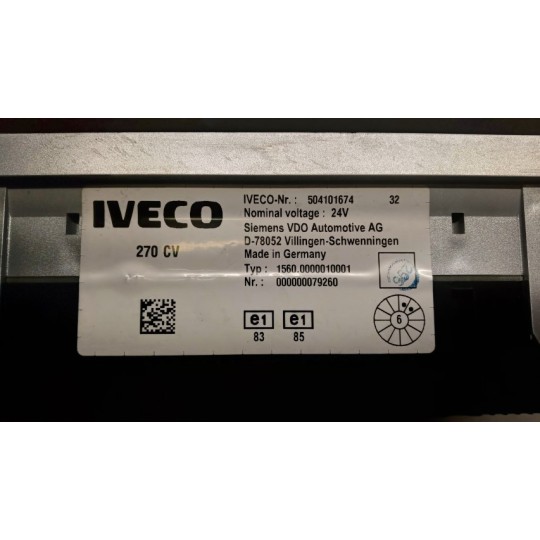 IVECO
270 CV
IVECO-Nr. : 504101674 32
Nominal voltage : 24V
Siemens VDO Automotive AG
D-78052 Villingen-Schwenningen
Made in Germany
Typ : 1560.0000010001
Nr. : 000000079260
e1 e1
83 85
6